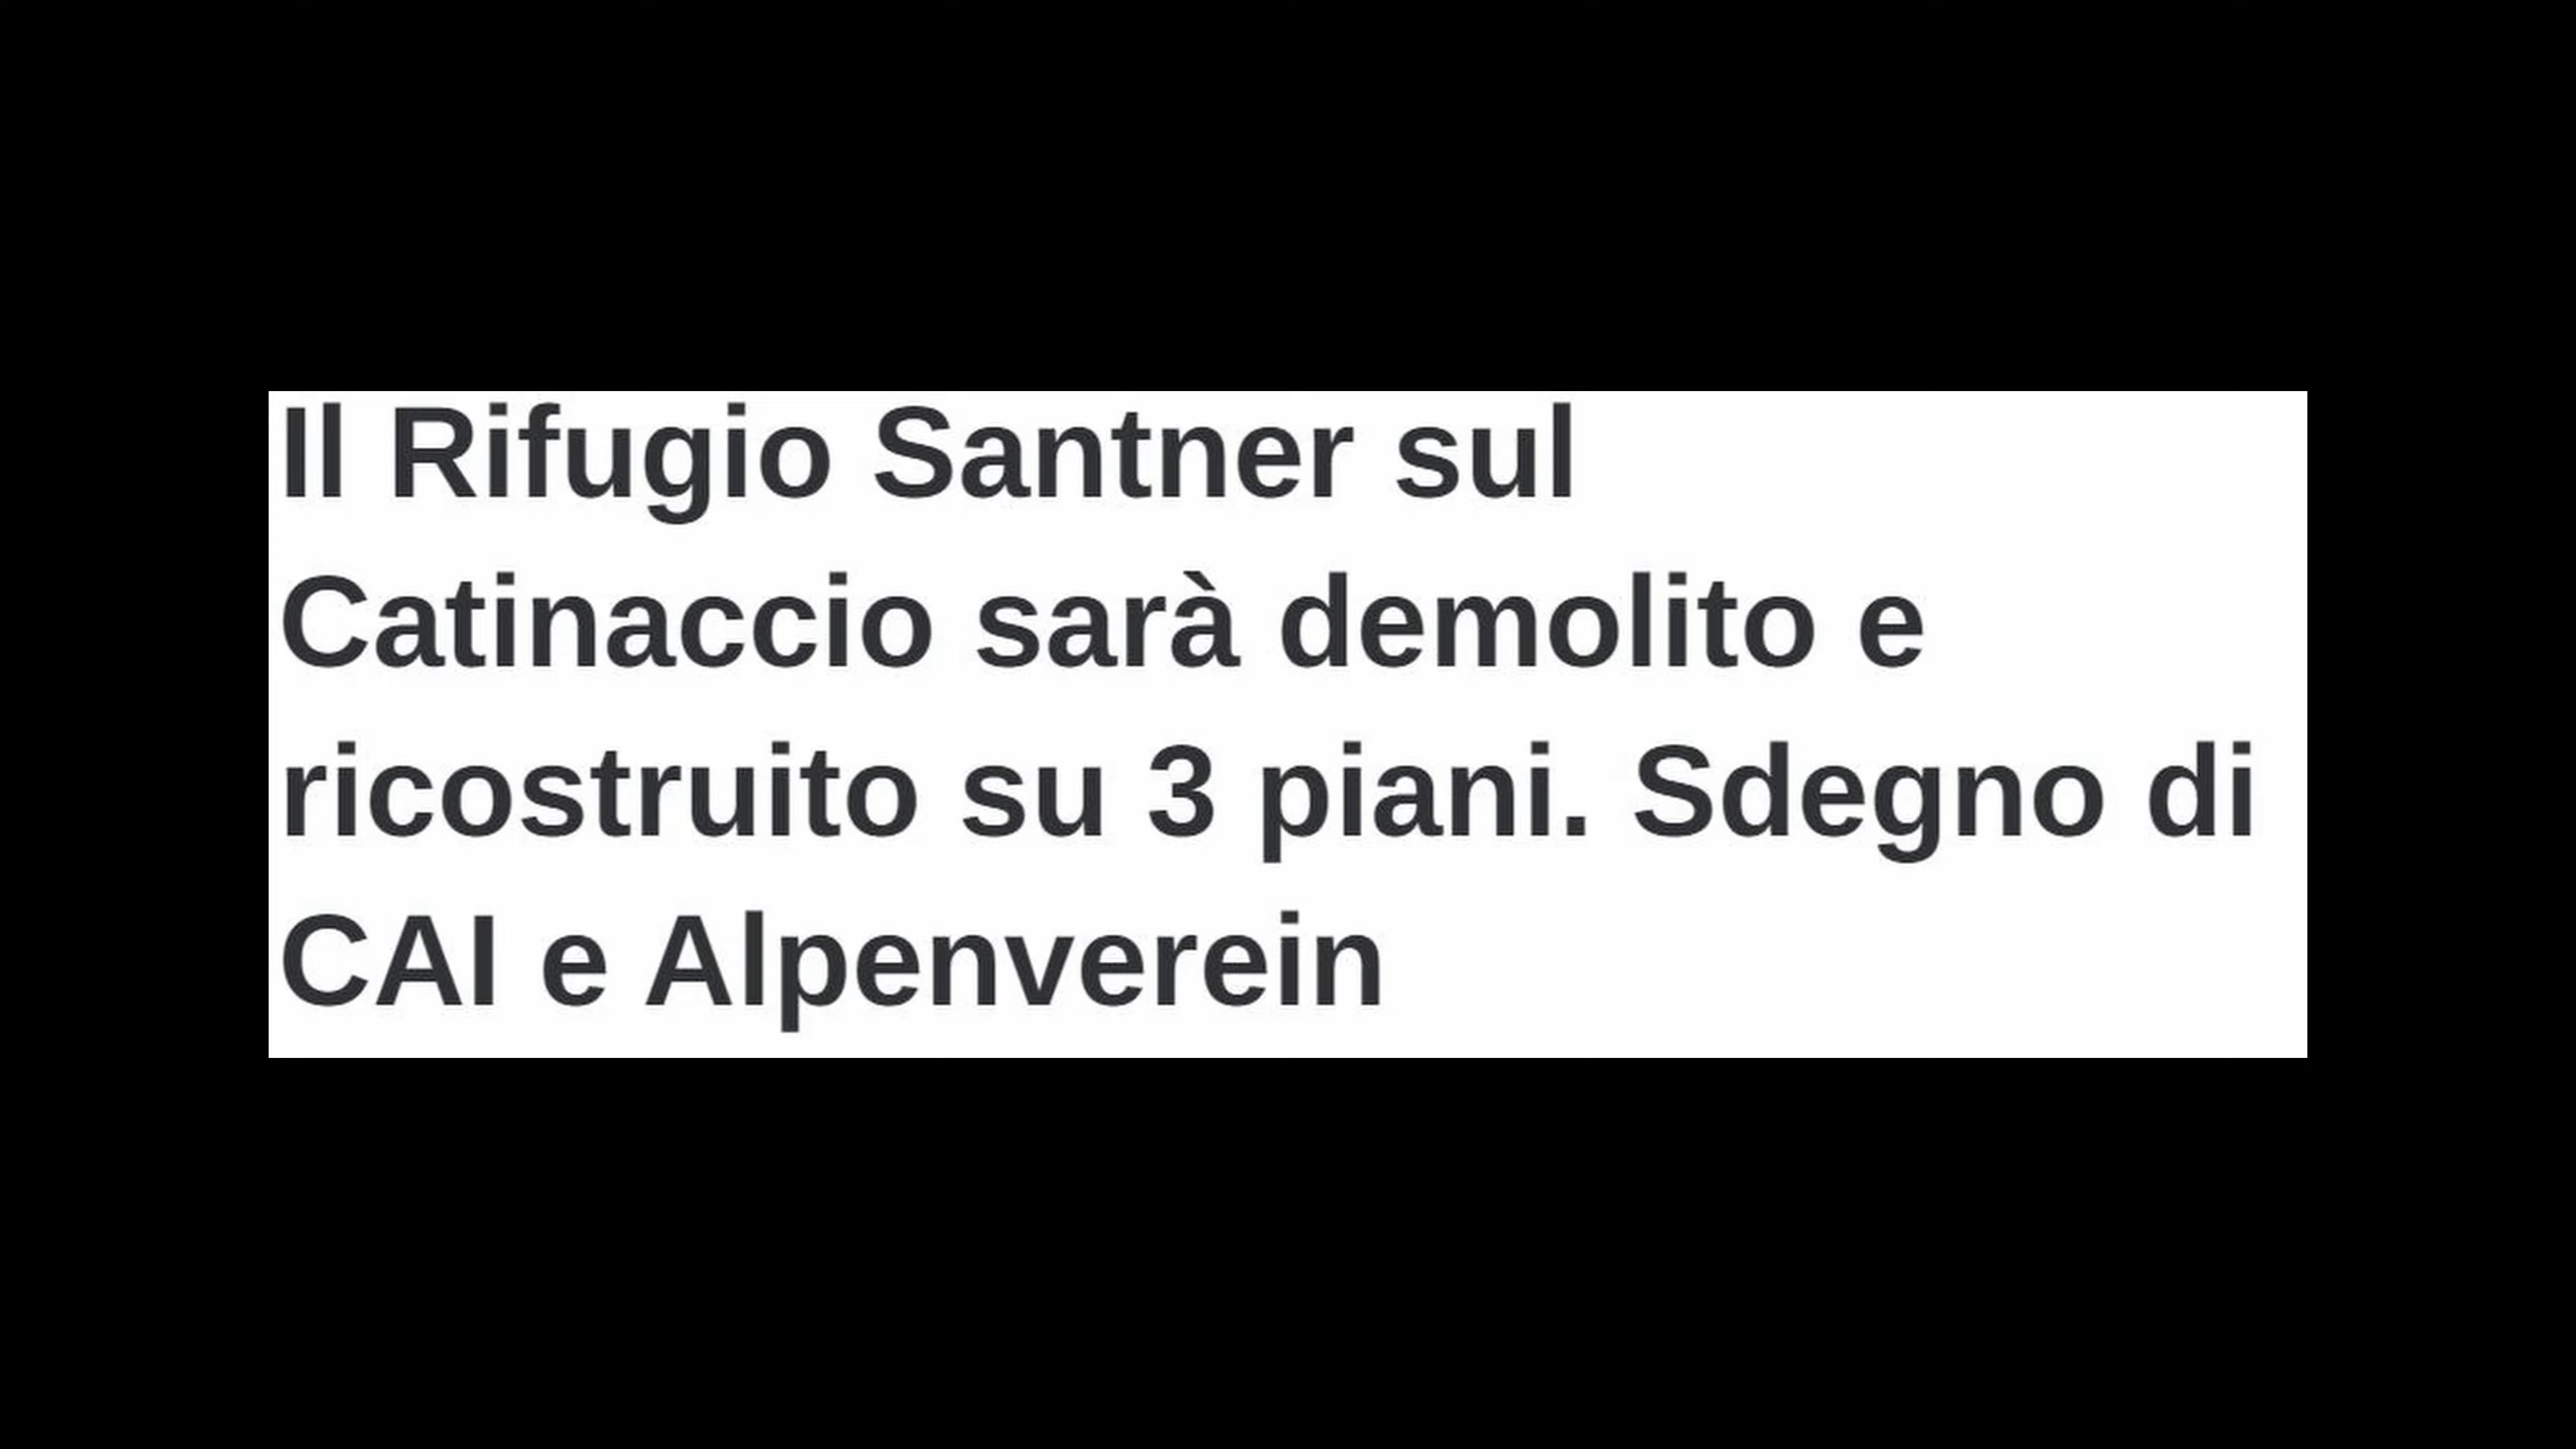 Il Rifugio Santner sul
Catinaccio sarà demolito e
ricostruito su 3 piani. Sdegno di
CAI e Alpenverein